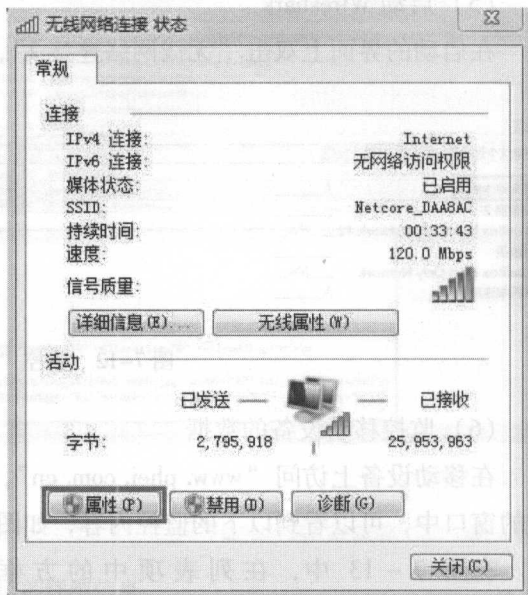 无线网络连接 状态
常规
连接
IPv4 连接: Internet
IPv6 连接: 无网络访问权限
媒体状态: 已启用
SSID: Netcore_DAA8AC
持续时间: 00:33:43
速度: 120.0 Mbps
信号质量:
详细信息(E)... 无线属性(W)
活动
已发送 已接收
字节: 2,795,918 25,953,963
属性(P) 禁用(D) 诊断(G)
关闭(C)